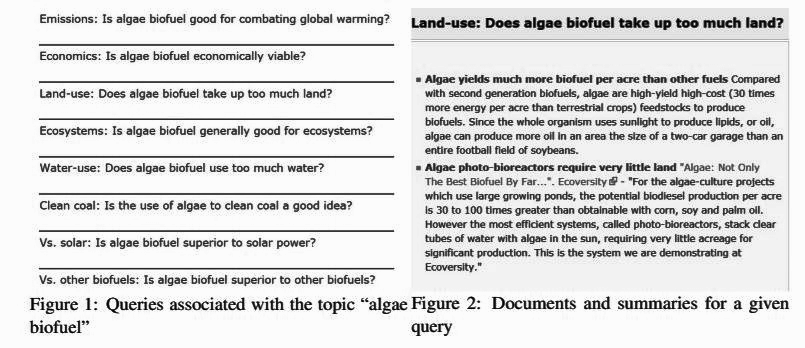 Emissions: Is algae biofuel good for combating global warming?
Economics: Is algae biofuel economically viable?
Land-use: Does algae biofuel take up too much land?
Ecosystems: Is algae biofuel generally good for ecosystems?
Water-use: Does algae biofuel use too much water?
Clean coal: Is the use of algae to clean coal a good idea?
Vs. solar: Is algae biofuel superior to solar power?
Vs. other biofuels: Is algae biofuel superior to other biofuels?
Figure 1: Queries associated with the topic “algae
biofuel”
Land-use: Does algae biofuel take up too much land?
Algae yields much more biofuel per acre than other fuels Compared
with second generation biofuels, algae are high-yield high-cost (30 times
more energy per acre than terrestrial crops) feedstocks to produce
biofuels. Since the whole organism uses sunlight to produce lipids, or oil,
algae can produce more oil in an area the size of a two-car garage than an
entire football field of soybeans.
Algae photo-bioreactors require very little land "Algae: Not Only
The Best Biofuel By Far...". Ecoversity - "For the algae-culture projects
which use large growing ponds, the potential biodiesel production per acre
is 30 to 100 times greater than obtainable with corn, soy and palm oil.
However the most efficient systems, called photo-bioreactors, stack clear
tubes of water with algae in the sun, requiring very little acreage for
significant production. This is the system we are demonstrating at
Ecoversity."
Figure 2: Documents and summaries for a given
query